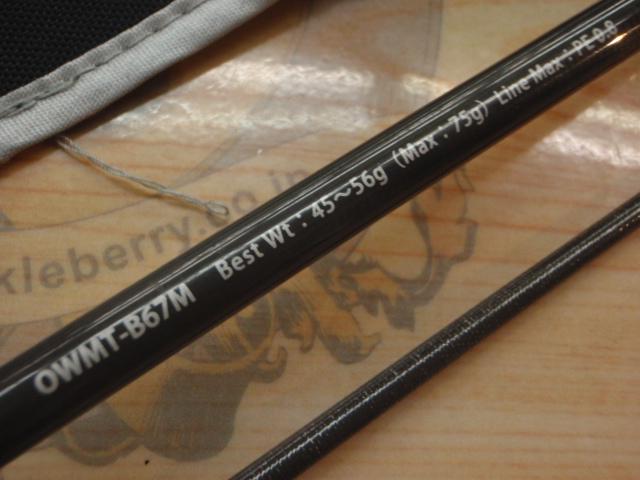 OWMT-B67M Best Wt : 45～56g (Max : 75g) Line Max : PE 0.8
kleberry.co.jp